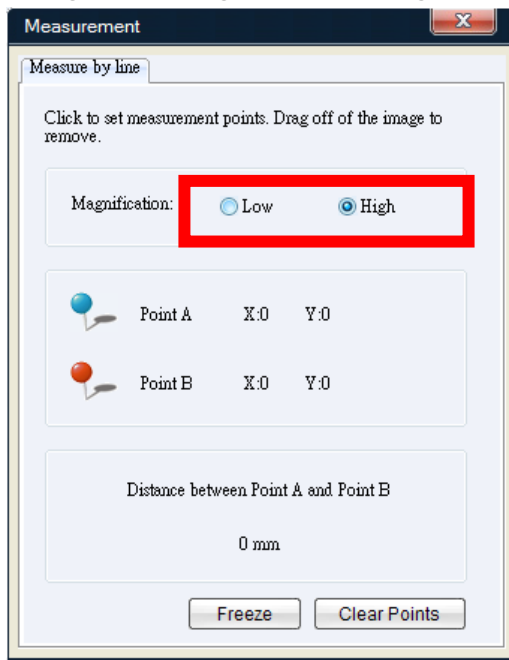 Measurement
Measure by line
Click to set measurement points. Drag off of the image to
remove.
Magnification: Low High
Point A X:0 Y:0
Point B X:0 Y:0
Distance between Point A and Point B
0 mm
Freeze Clear Points